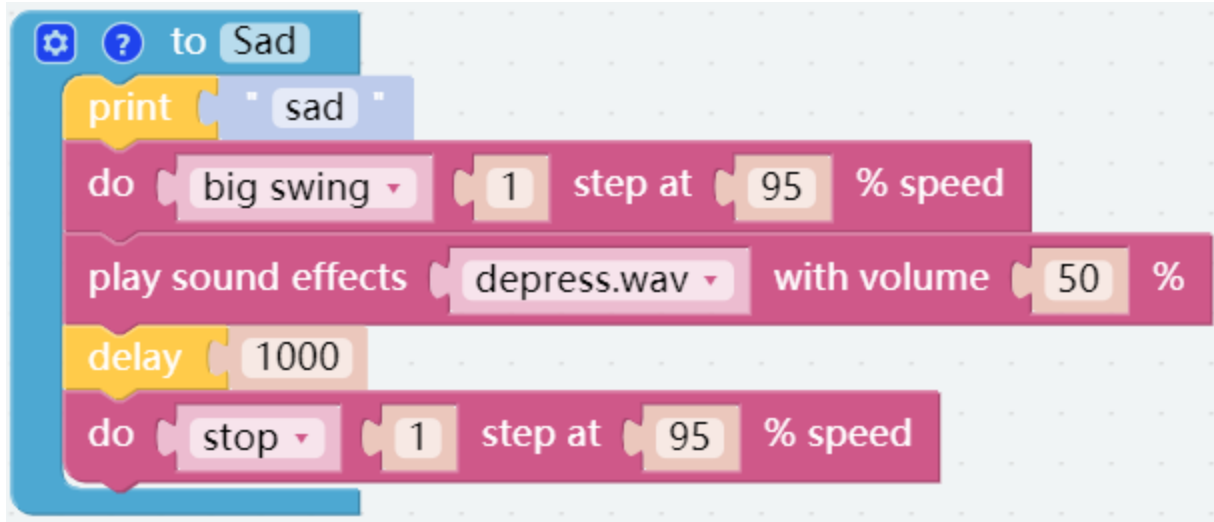 ? to Sad
print " sad "
do big swing 1 step at 95 % speed
play sound effects depress.wav with volume 50 %
delay 1000
do stop 1 step at 95 % speed